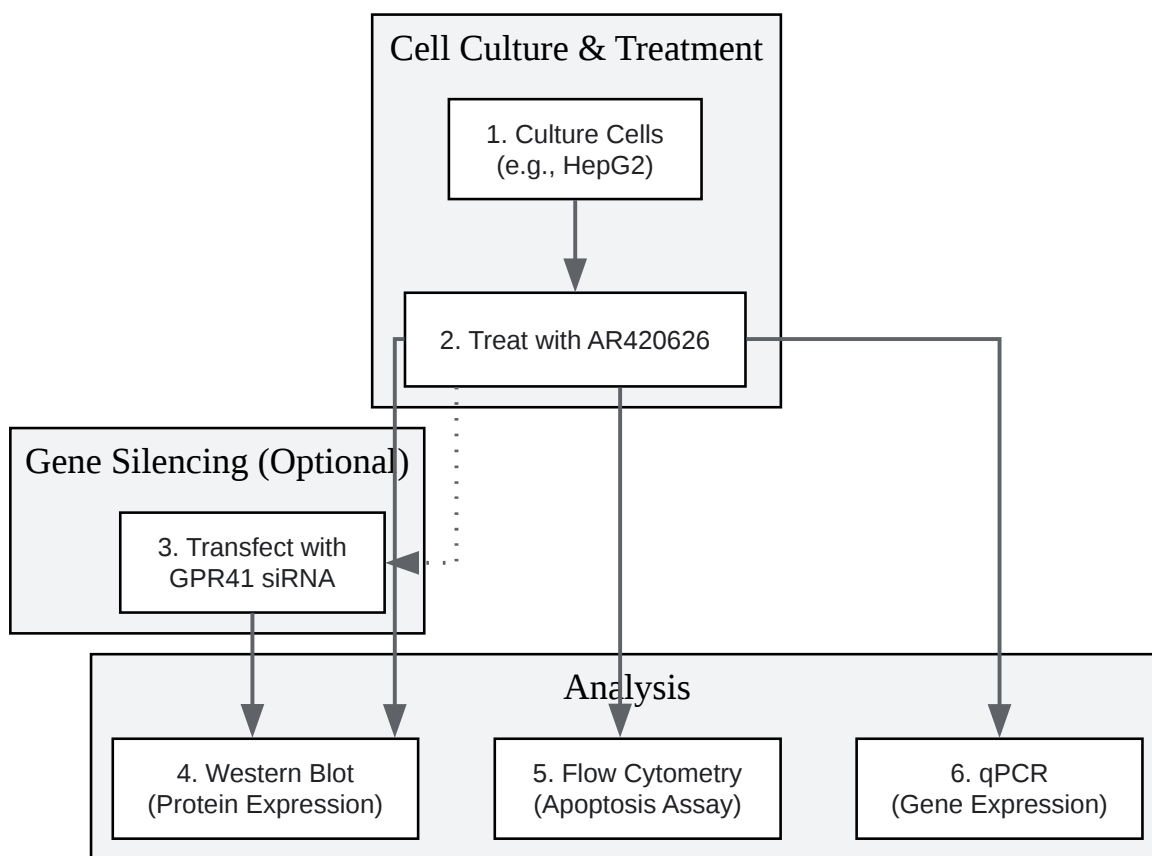 Cell Culture & Treatment
1. Culture Cells
(e.g., HepG2)
2. Treat with AR420626
Gene Silencing (Optional)
3. Transfect with
GPR41 siRNA
Analysis
4. Western Blot
(Protein Expression)
5. Flow Cytometry
(Apoptosis Assay)
6. qPCR
(Gene Expression)